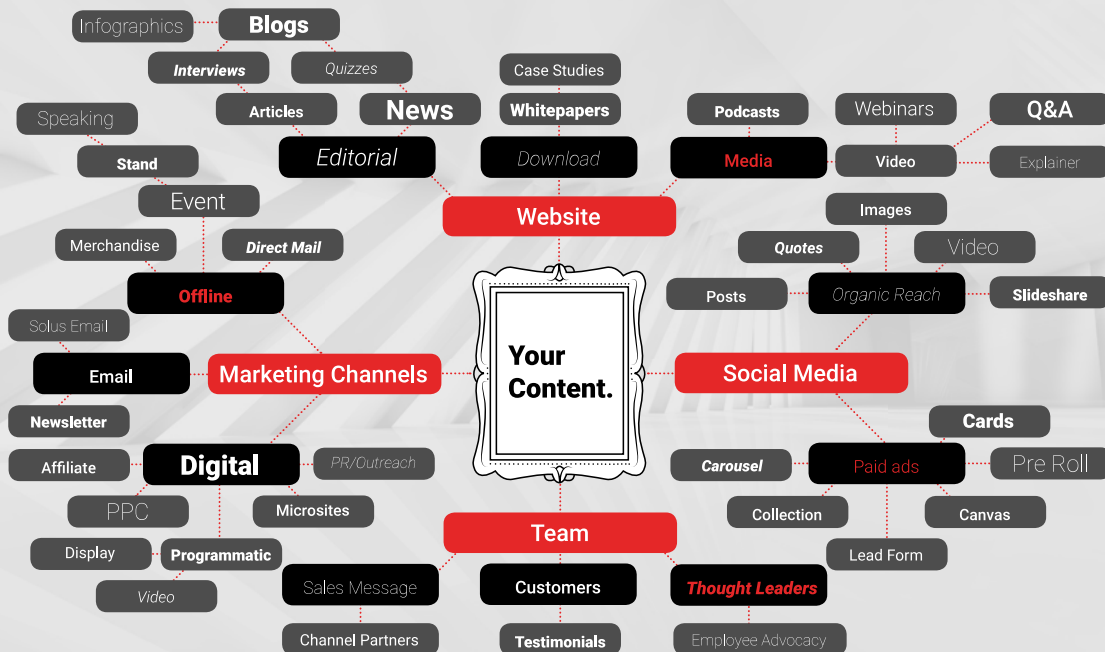 Infographics
Blogs
Interviews
Quizzes
Case Studies
Articles
News
Whitepapers
Podcasts
Webinars
Q&A
Speaking
Stand
Editorial
Download
Media
Video
Explainer
Event
Website
Images
Merchandise
Direct Mail
Quotes
Video
Offline
Posts
Organic Reach
Slideshare
Solus Email
Your
Content.
Email
Marketing Channels
Social Media
Newsletter
Cards
Affiliate
Digital
PR/Outreach
Carousel
Paid ads
Pre Roll
PPC
Microsites
Collection
Canvas
Team
Display
Programmatic
Lead Form
Video
Sales Message
Customers
Thought Leaders
Channel Partners
Testimonials
Employee Advocacy